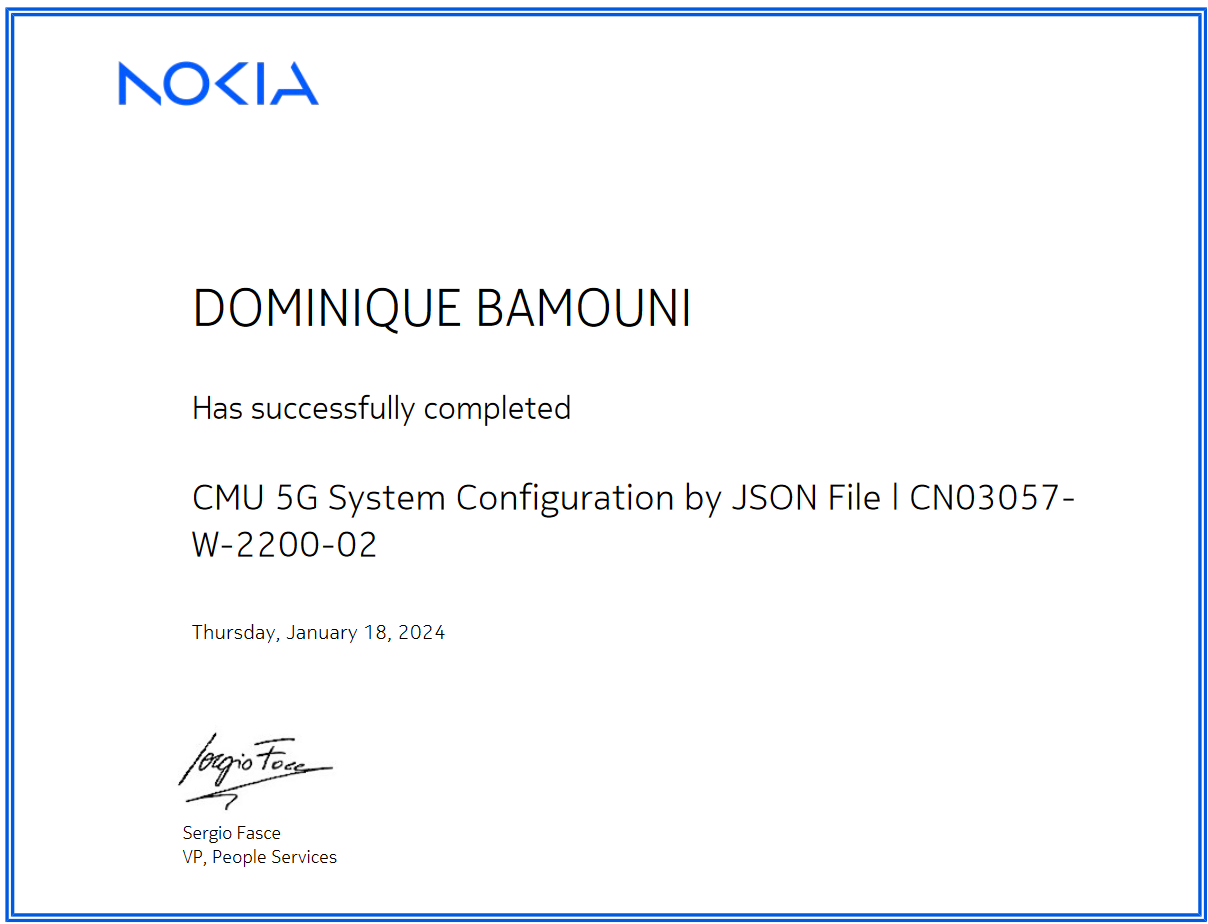 NOKIA
DOMINIQUE BAMOUNI
Has successfully completed
CMU 5G System Configuration by JSON File | CN03057-
W-2200-02
Thursday, January 18, 2024
Sergio Fasce
Sergio Fasce
VP, People Services